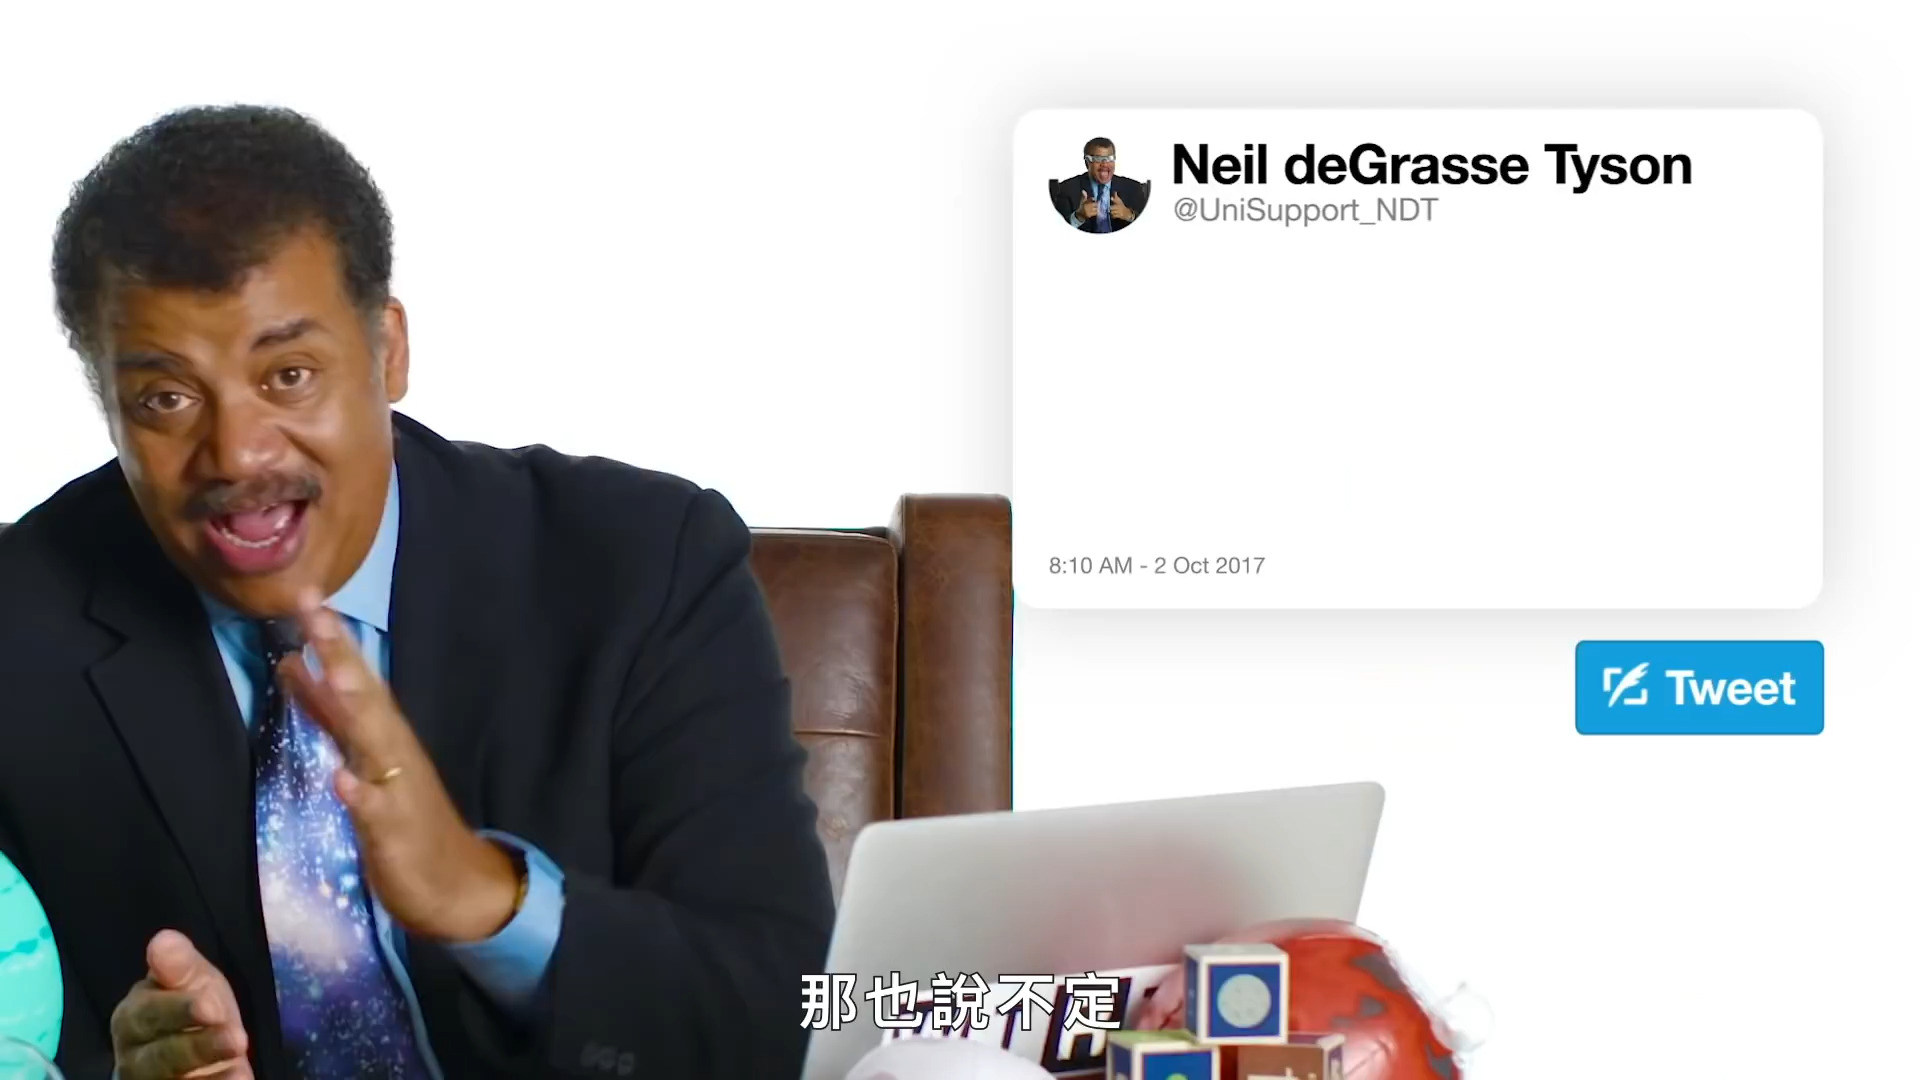 Neil deGrasse Tyson
@UniSupport_NDT
8:10 AM - 2 Oct 2017
Tweet
那也說不定